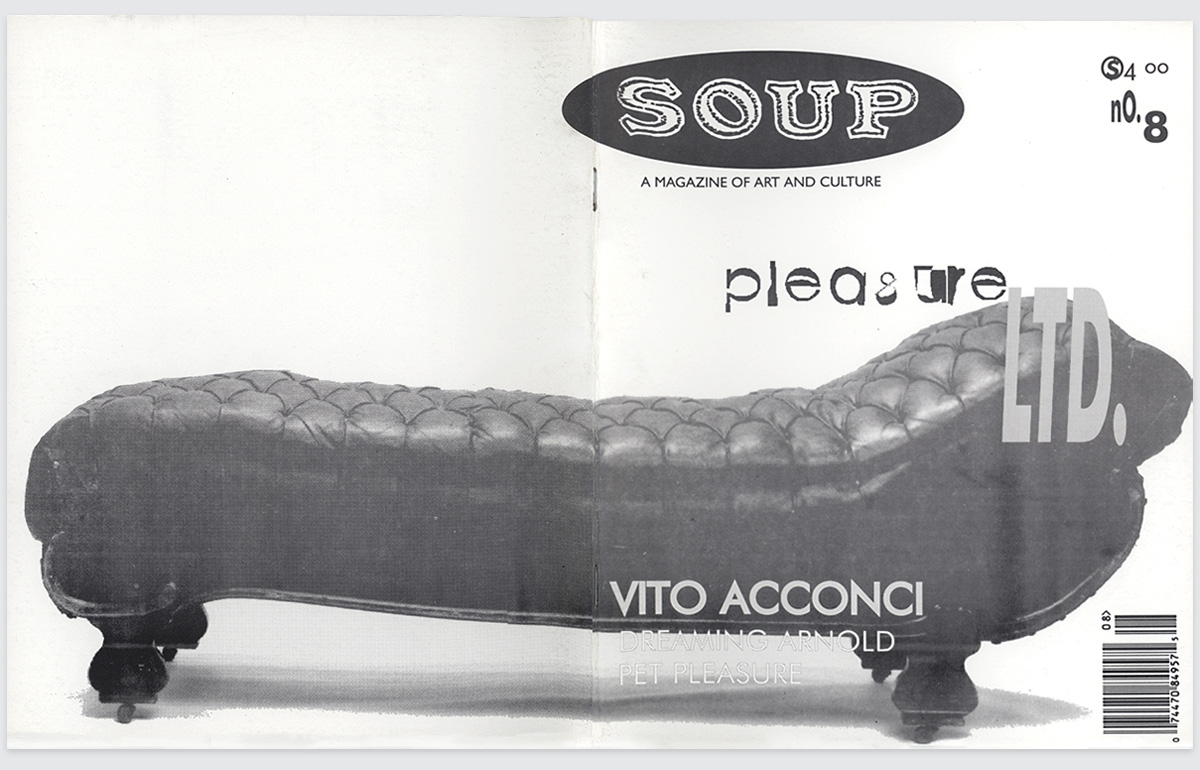 SOUP
A MAGAZINE OF ART AND CULTURE
$4 00
no. 8
pleasure
LTD.
VITO ACCONCI
DREAMING ARNOLD
PET PLEASURE
08>
0 74470 84957 5